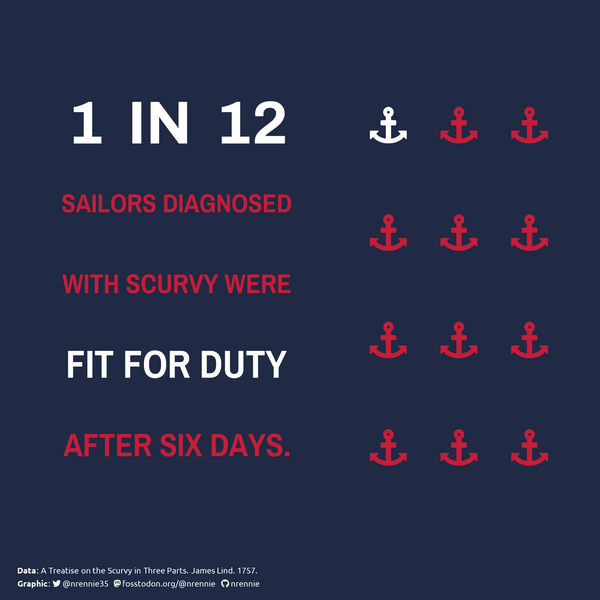 1 IN 12
SAILORS DIAGNOSED
WITH SCURVY WERE
FIT FOR DUTY
AFTER SIX DAYS.
Data: A Treatise on the Scurvy in Three Parts. James Lind. 1757.
Graphic: @nrennie35 fosstodon.org/@nrennie nrennie